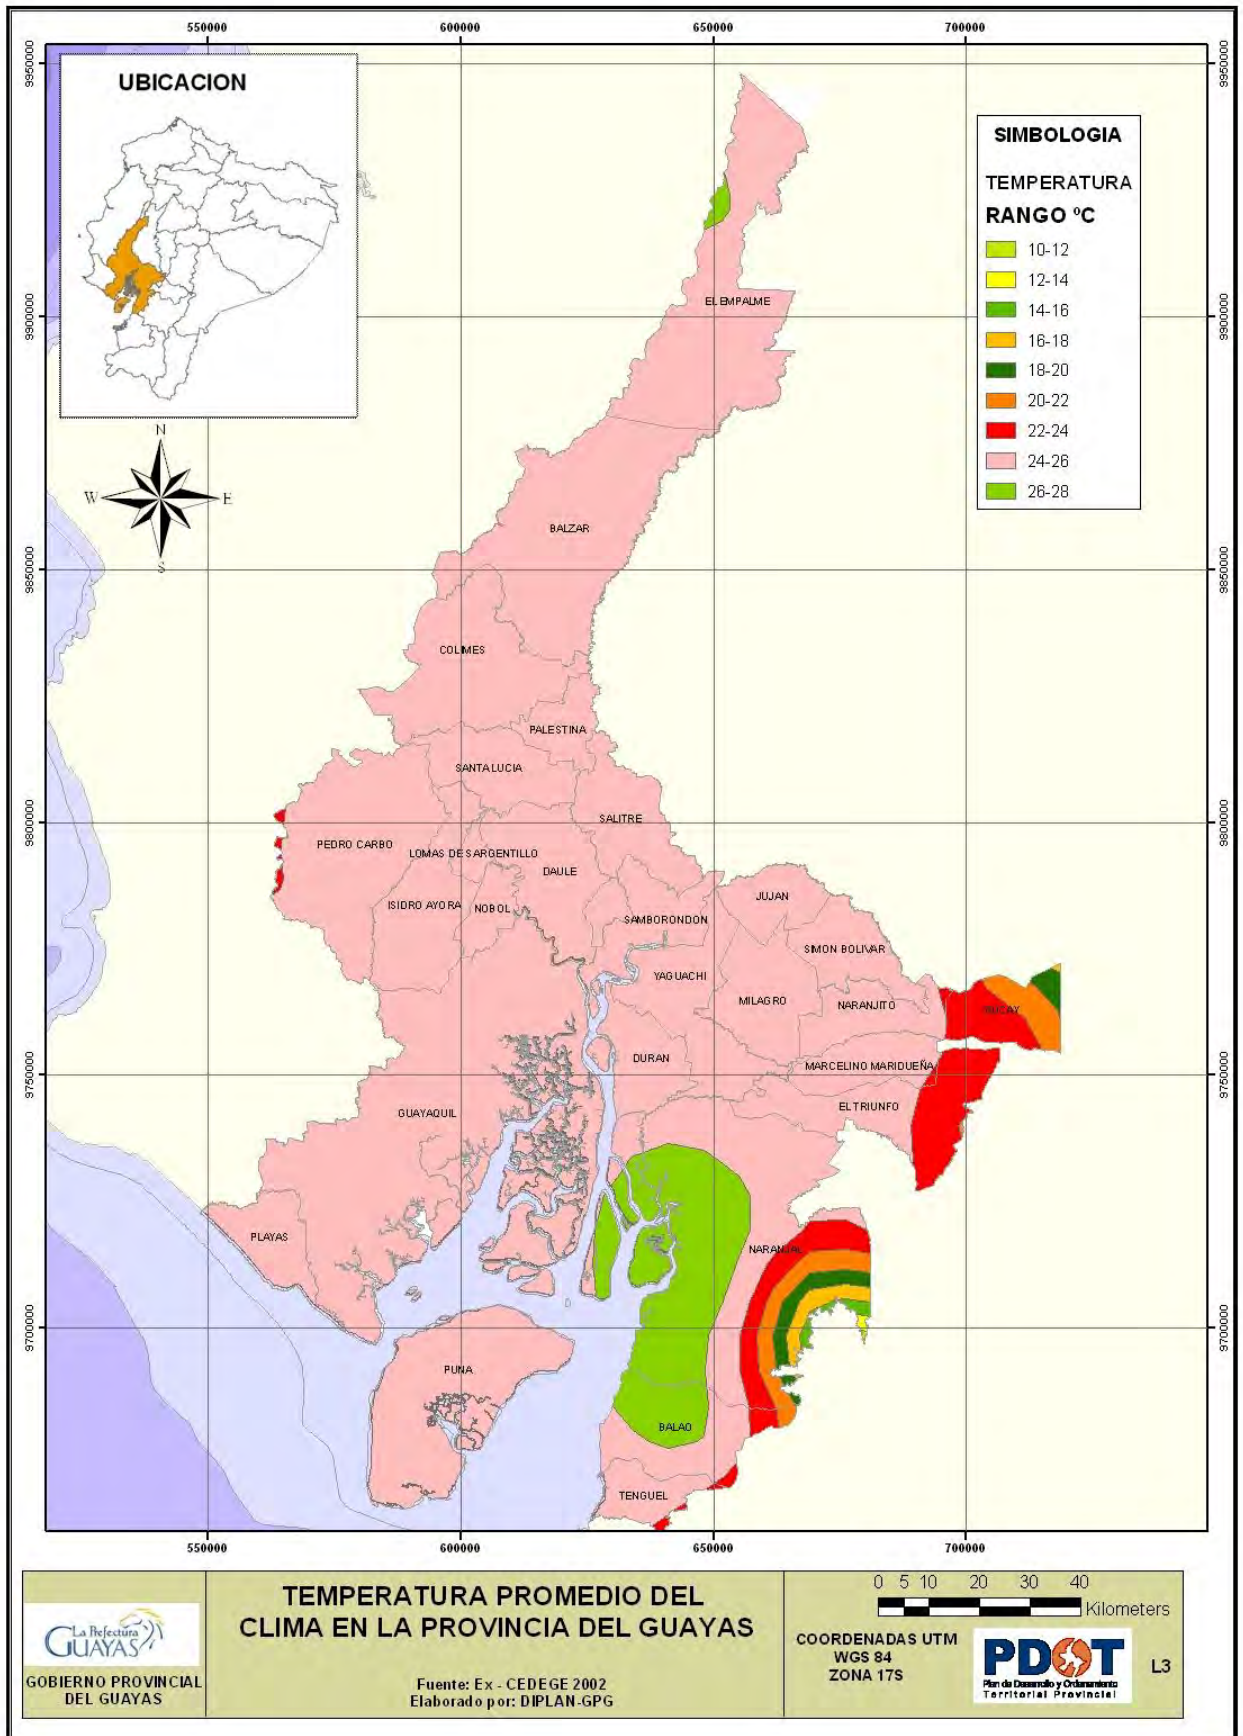 550000
600000
650000
700000
9950000
9950000
UBICACION
SIMBOLOGIA
TEMPERATURA
RANGO ºC
10-12
12-14
14-16
16-18
18-20
20-22
22-24
24-26
26-28
9900000
EL EMPALME
9900000
N
W
E
S
BALZAR
9850000
9850000
COLIMES
PALESTINA
SANTA LUCIA
9800000
SALITRE
9800000
PEDRO CARBO
LOMAS DE SARGENTILLO
DAULE
JUJAN
ISIDRO AYORA
NOBOL
SAMBORONDON
SIMON BOLIVAR
YAGUACHI
MILAGRO
NARANJITO
BUCAY
DURAN
MARCELINO MARIDUEÑA
9750000
9750000
GUAYAQUIL
EL TRIUNFO
PLAYAS
NARANJAL
9700000
9700000
PUNA
BALAO
TENGUEL
550000
600000
650000
700000
La Prefectura
GUAYAS
GOBIERNO PROVINCIAL
DEL GUAYAS
TEMPERATURA PROMEDIO DEL
CLIMA EN LA PROVINCIA DEL GUAYAS
Fuente: Ex - CEDEGE 2002
Elaborado por: DIPLAN-GPG
0 5 10 20 30 40
Kilometers
COORDENADAS UTM
WGS 84
ZONA 17S
PDOT
Plan de Desarrollo y Ordenamiento
Territorial Provincial
L3